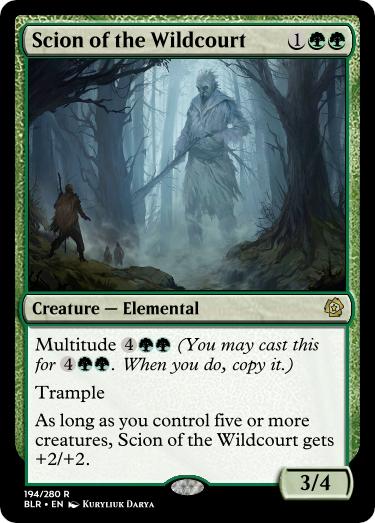 Scion of the Wildcourt 1
Creature — Elemental
Multitude 4 (You may cast this
for 4. When you do, copy it.)
Trample
As long as you control five or more
creatures, Scion of the Wildcourt gets
+2/+2.
3/4
194/280 R
BLR • EN Kuryliuk Darya